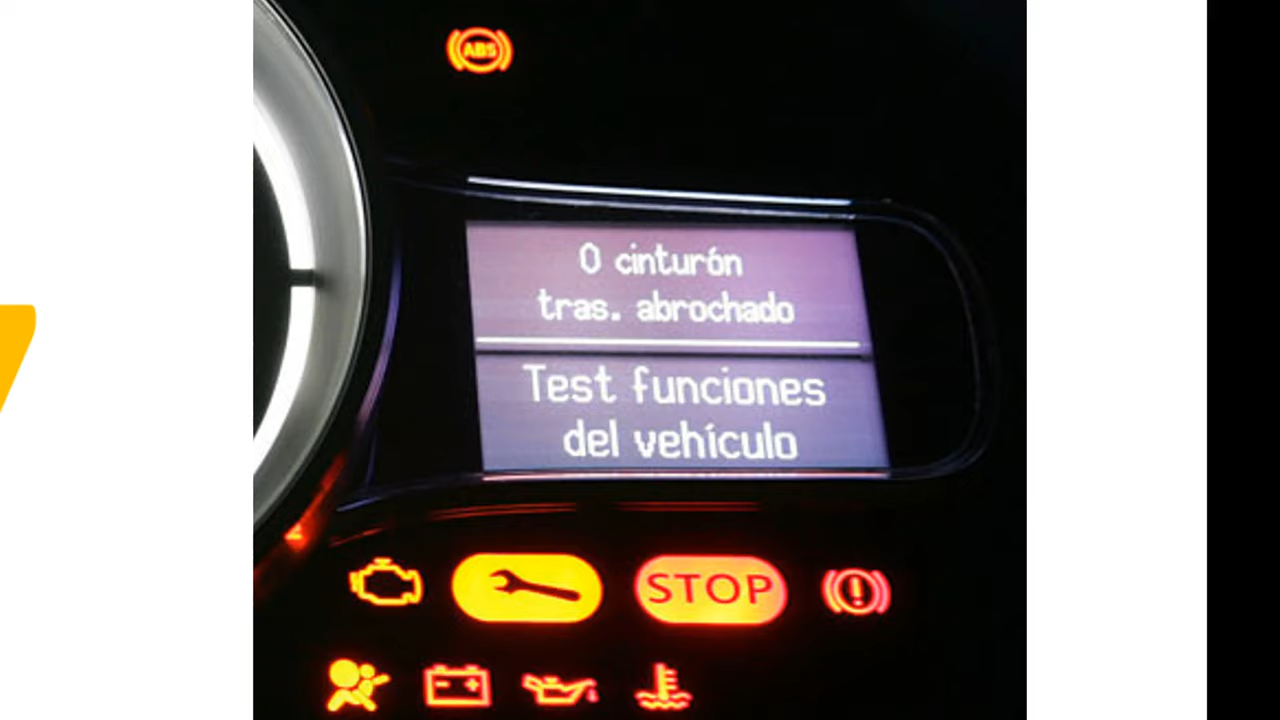 ABS
0 cinturón
tras. abrochado
Test funciones
del vehículo
STOP